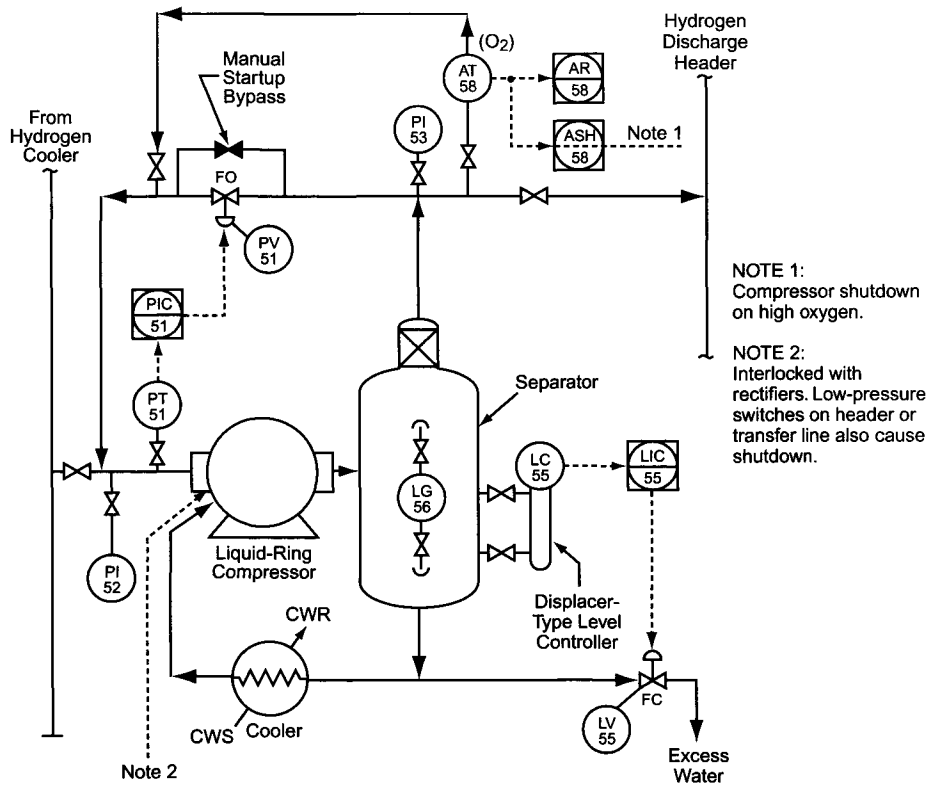 Hydrogen
Discharge
Header
(O2)
AT
58
AR
58
Manual
Startup
Bypass
ASH
58
Note 1
PI
53
From
Hydrogen
Cooler
FO
PV
51
NOTE 1:
Compressor shutdown
on high oxygen.
PIC
51
NOTE 2:
Interlocked with
rectifiers. Low-pressure
switches on header or
transfer line also cause
shutdown.
Separator
PT
51
LC
55
LIC
55
LG
56
Liquid-Ring
Compressor
PI
52
Displacer-
Type Level
Controller
CWR
FC
CWS
Cooler
LV
55
Note 2
Excess
Water